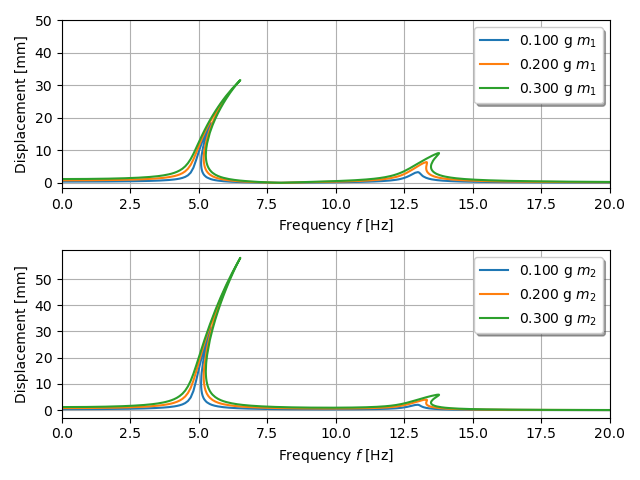 50
40
30
20
10
0
Displacement [mm]
0.100 g m₁
0.200 g m₁
0.300 g m₁
0.0 2.5 5.0 7.5 10.0 12.5 15.0 17.5 20.0
Frequency f [Hz]
50
40
30
20
10
0
Displacement [mm]
0.100 g m₂
0.200 g m₂
0.300 g m₂
0.0 2.5 5.0 7.5 10.0 12.5 15.0 17.5 20.0
Frequency f [Hz]